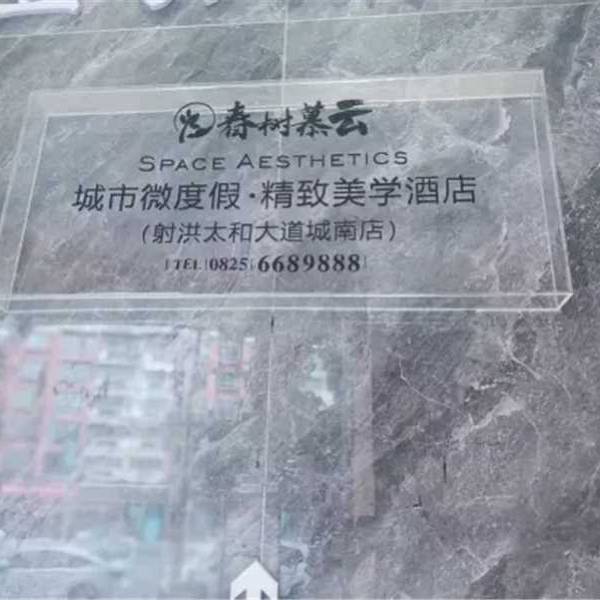 春树慕云
SPACE AESTHETICS
城市微度假·精致美学酒店
（射洪太和大道城南店）
TEL 0825 6689888